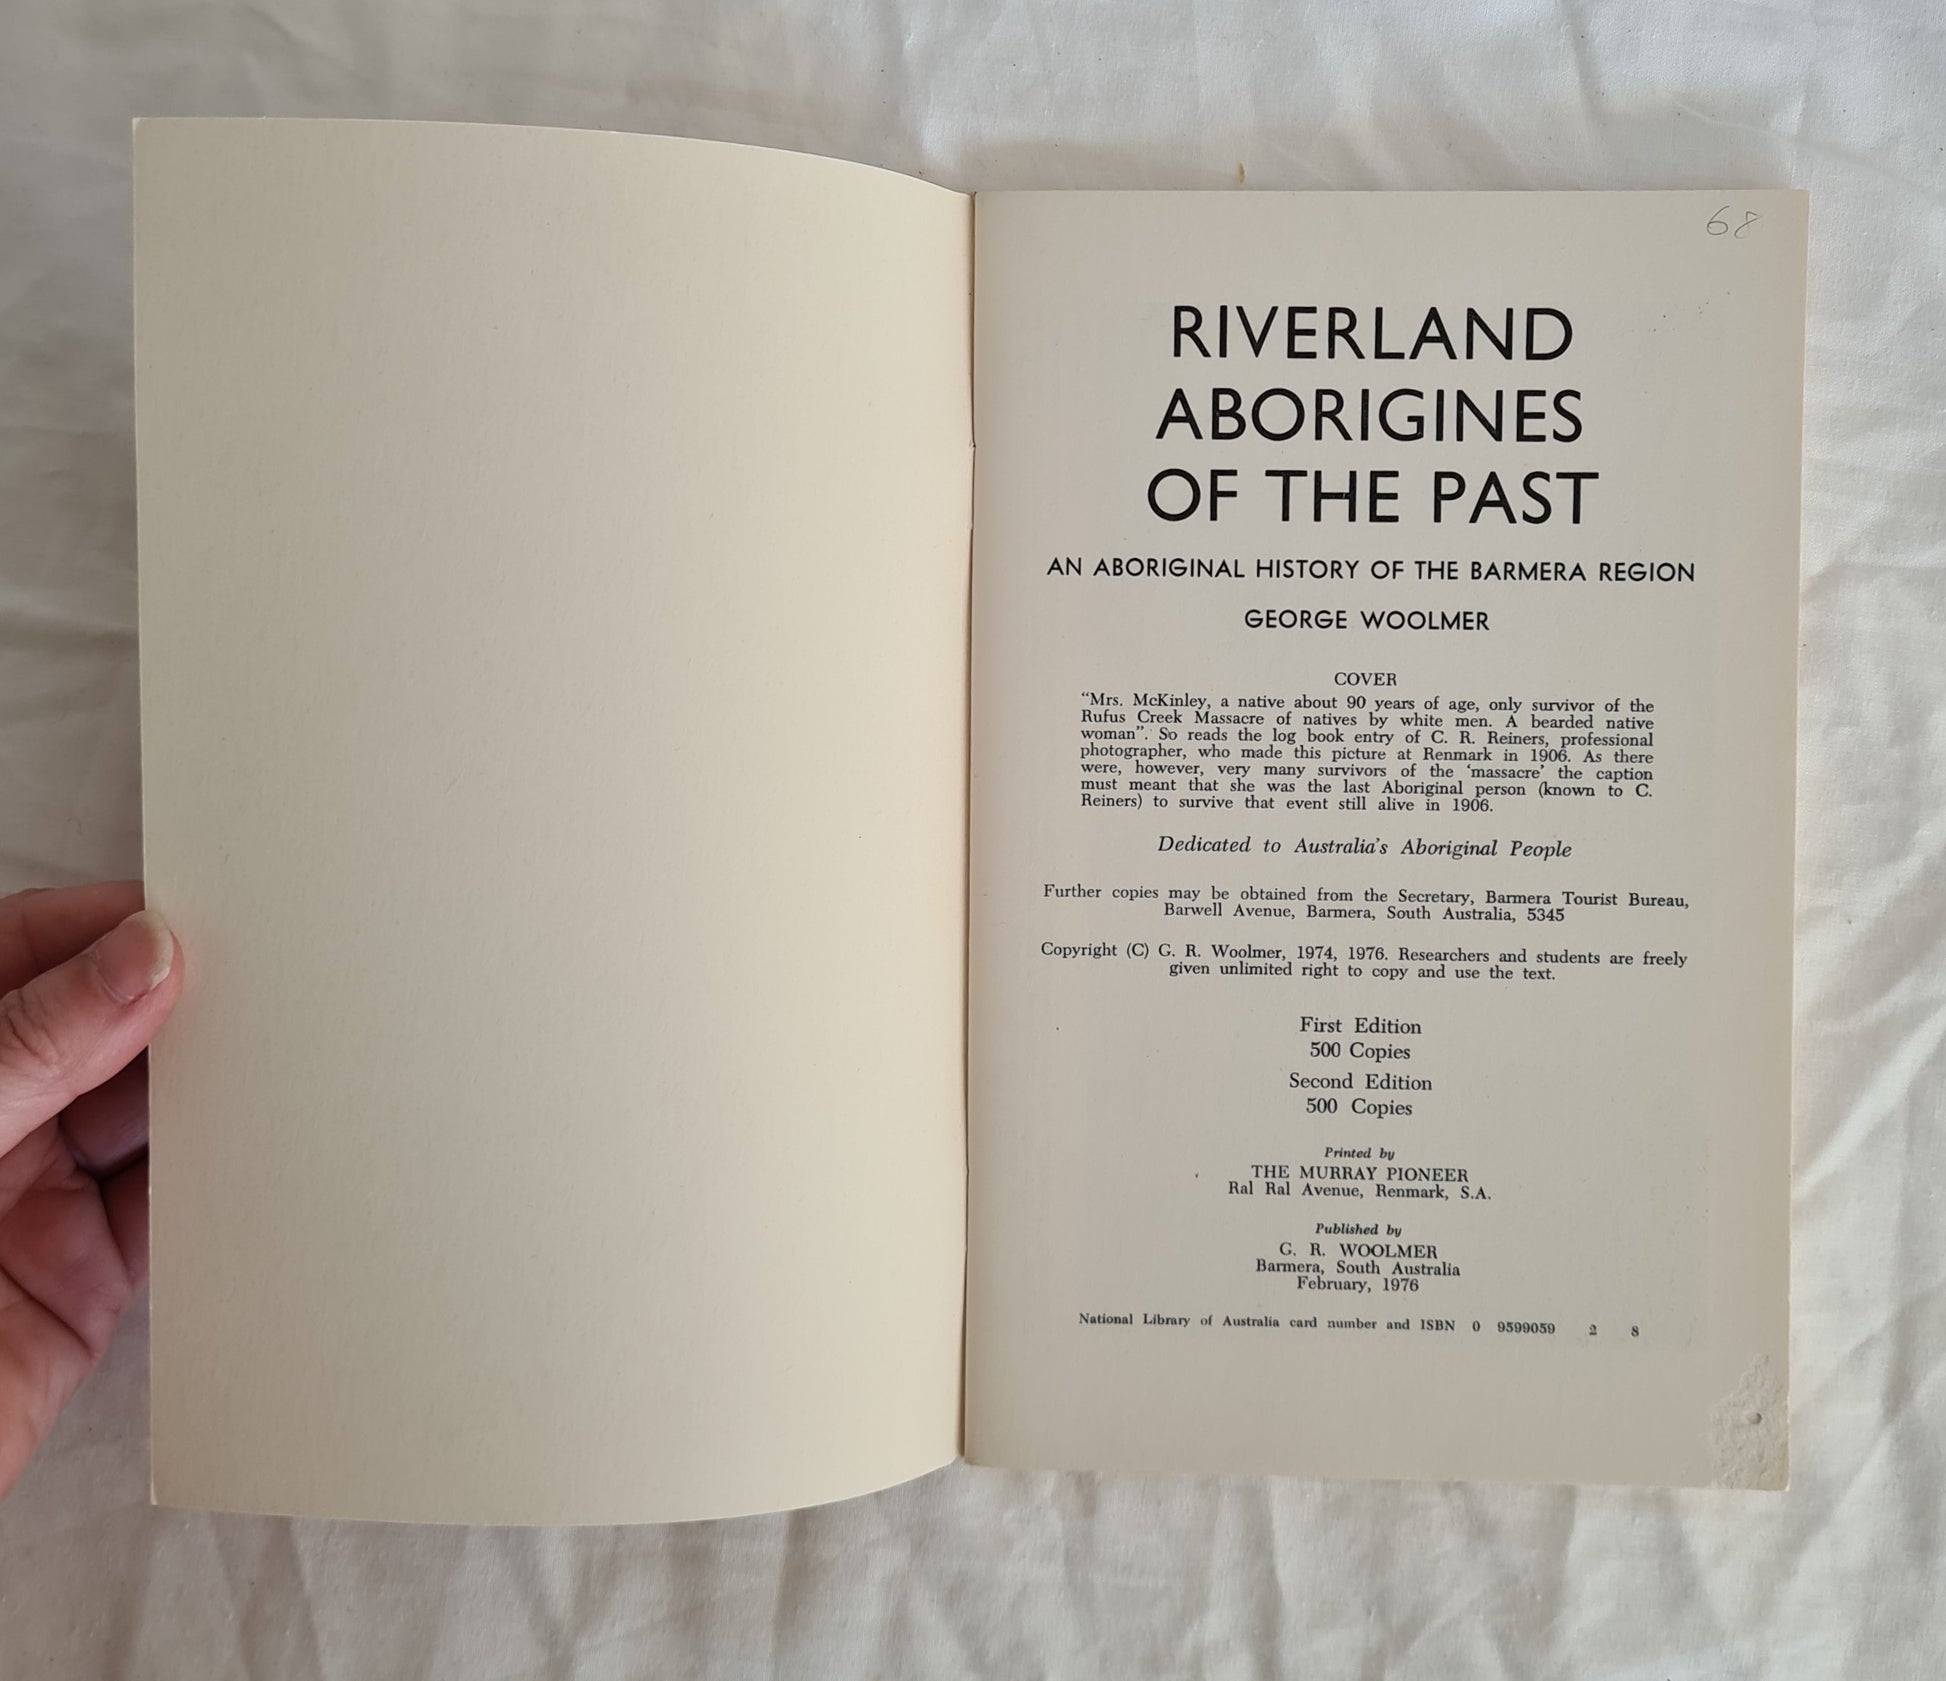 68
RIVERLAND
ABORIGINES
OF THE PAST
AN ABORIGINAL HISTORY OF THE BARMERA REGION
GEORGE WOOLMER
COVER
“Mrs. McKinley, a native about 90 years of age, only survivor of the
Rufus Creek Massacre of natives by white men. A bearded native
woman”. So reads the log book entry of C. R. Reiners, professional
photographer, who made this picture at Renmark in 1906. As there
were, however, very many survivors of the ‘massacre’ the caption
must meant that she was the last Aboriginal person (known to C.
Reiners) to survive that event still alive in 1906.
Dedicated to Australia's Aboriginal People
Further copies may be obtained from the Secretary, Barmera Tourist Bureau,
Barwell Avenue, Barmera, South Australia, 5345
Copyright (C) G. R. Woolmer, 1974, 1976. Researchers and students are freely
given unlimited right to copy and use the text.
First Edition
500 Copies
Second Edition
500 Copies
Printed by
THE MURRAY PIONEER
Ral Ral Avenue, Renmark, S.A.
Published by
G. R. WOOLMER
Barmera, South Australia
February, 1976
National Library of Australia card number and ISBN 0 9599059 2 8